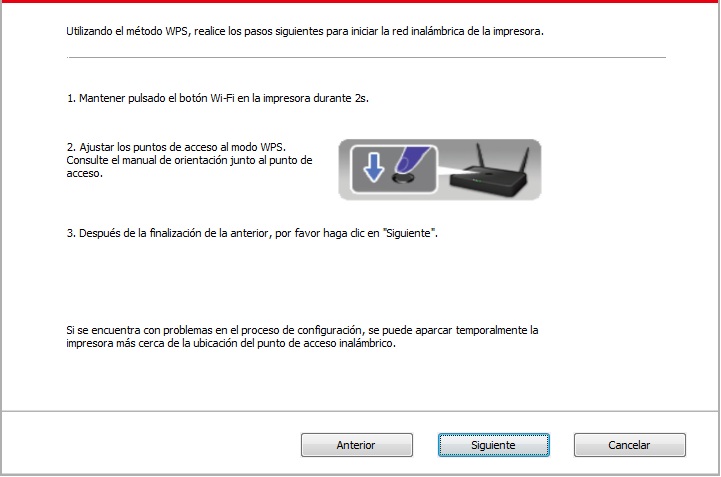 Utilizando el método WPS, realice los pasos siguientes para iniciar la red inalámbrica de la impresora.
1. Mantener pulsado el botón Wi-Fi en la impresora durante 2s.
2. Ajustar los puntos de acceso al modo WPS.
Consulte el manual de orientación junto al punto de
acceso.
3. Después de la finalización de la anterior, por favor haga clic en "Siguiente".
Si se encuentra con problemas en el proceso de configuración, se puede aparcar temporalmente la
impresora más cerca de la ubicación del punto de acceso inalámbrico.
Anterior
Siguiente
Cancelar